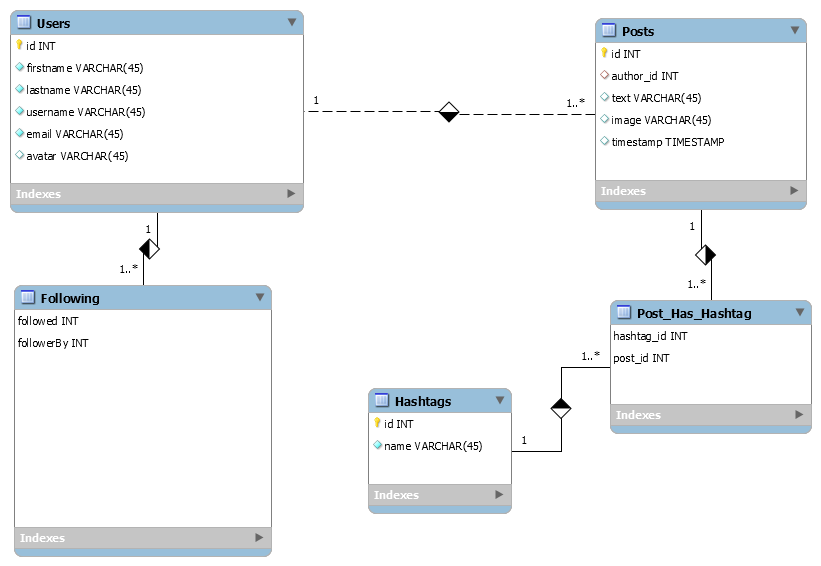 Users
id INT
firstname VARCHAR(45)
lastname VARCHAR(45)
username VARCHAR(45)
email VARCHAR(45)
avatar VARCHAR(45)
Indexes
1
1..*
Posts
id INT
author_id INT
text VARCHAR(45)
image VARCHAR(45)
timestamp TIMESTAMP
Indexes
1
1..*
Following
followed INT
followerBy INT
Indexes
1
1..*
Post_Has_Hashtag
hashtag_id INT
post_id INT
Indexes
1..*
1
Hashtags
id INT
name VARCHAR(45)
Indexes